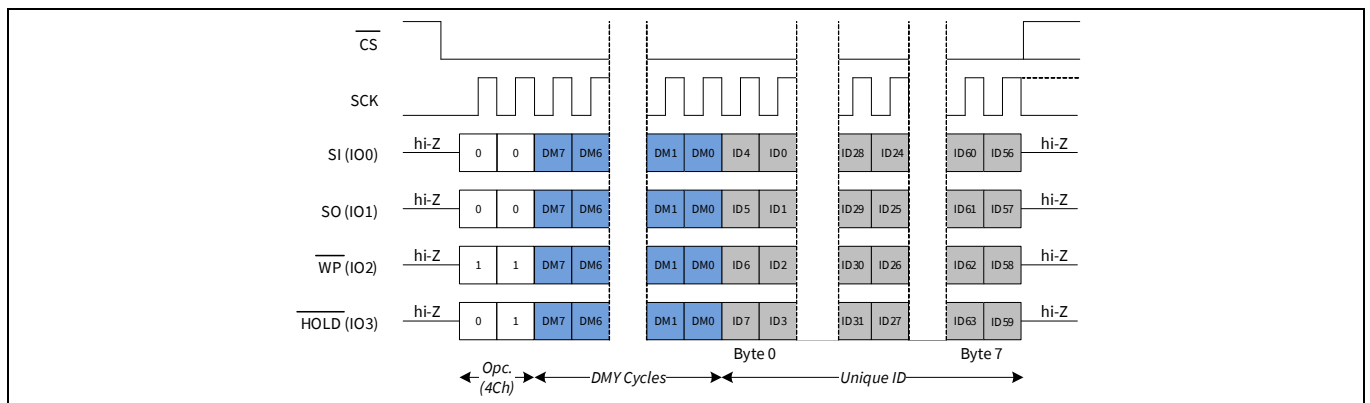 CS
SCK
SI (IO0) hi-Z 0 0 DM7 DM6 DM1 DM0 ID4 ID0 ID28 ID24 ID60 ID56 hi-Z
SO (IO1) hi-Z 0 0 DM7 DM6 DM1 DM0 ID5 ID1 ID29 ID25 ID61 ID57 hi-Z
WP (IO2) hi-Z 1 1 DM7 DM6 DM1 DM0 ID6 ID2 ID30 ID26 ID62 ID58 hi-Z
HOLD (IO3) hi-Z 0 1 DM7 DM6 DM1 DM0 ID7 ID3 ID31 ID27 ID63 ID59 hi-Z
Byte 0 Byte 7
Opc.
(4Ch) DMY Cycles Unique ID